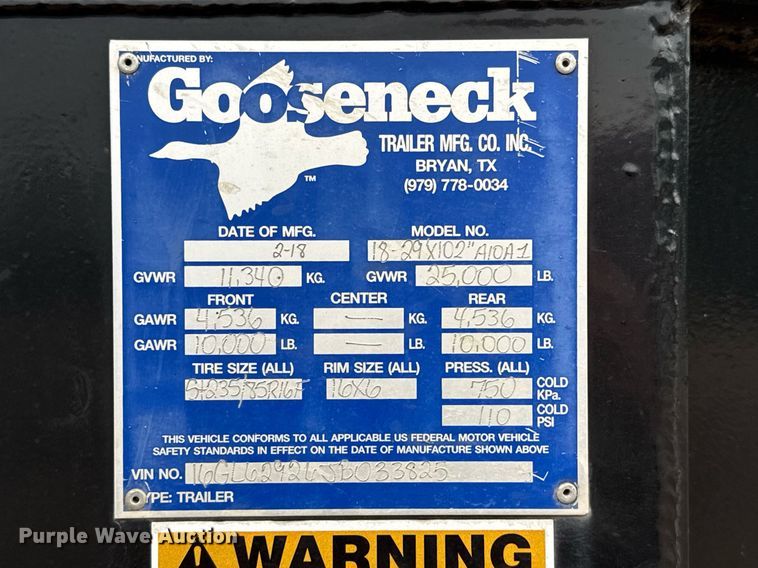 MANUFACTURED BY:
Gooseneck
TRAILER MFG. CO. INC.
BRYAN, TX
™ (979) 778-0034
DATE OF MFG. MODEL NO.
2-18 18-29X102"A10A1
GVWR 11,340 KG. GVWR 25,000 LB.
FRONT CENTER REAR
GAWR 4,536 KG. — KG. 4,536 KG.
GAWR 10,000 LB. — LB. 10,000 LB.
TIRE SIZE (ALL) RIM SIZE (ALL) PRESS. (ALL)
St235/85R16F 16X6 750 COLD KPa.
110 COLD PSI
THIS VEHICLE CONFORMS TO ALL APPLICABLE US FEDERAL MOTOR VEHICLE
SAFETY STANDARDS IN EFFECT ON THE DATE OF MANUFACTURE SHOWN ABOVE
VIN NO. 16GL62926JB033825
TYPE: TRAILER
WARNING
Purple Wave Auction